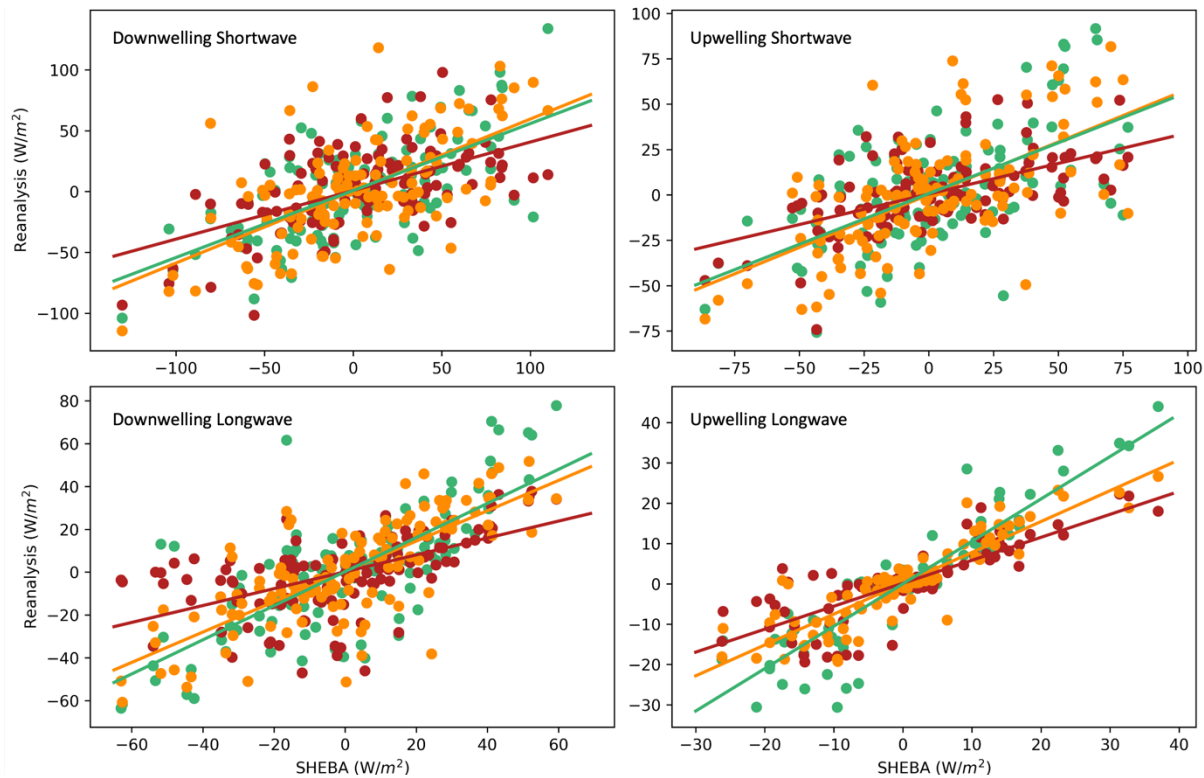 Downwelling Shortwave
Reanalysis (W/m²)
100
50
0
−50
−100
−100 −50 0 50 100
Upwelling Shortwave
100
75
50
25
0
−25
−50
−75
−75 −50 −25 0 25 50 75 100
Downwelling Longwave
Reanalysis (W/m²)
80
60
40
20
0
−20
−40
−60
−60 −40 −20 0 20 40 60
SHEBA (W/m²)
Upwelling Longwave
40
30
20
10
0
−10
−20
−30
−30 −20 −10 0 10 20 30 40
SHEBA (W/m²)